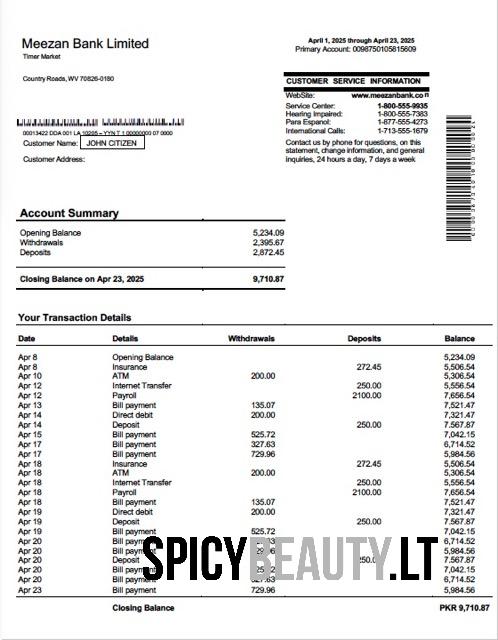 Meezan Bank Limited
Timer Market
Country Roads, WV 70826-0180
April 1, 2025 through April 23, 2025
Primary Account: 0098750105815609
CUSTOMER SERVICE INFORMATION
WebSite: www.meezanbank.co
Service Center: 1-800-555-9935
Hearing Impaired: 1-800-555-7383
Para Espanol: 1-877-555-4273
International Calls: 1-713-555-1679
Contact us by phone for questions, on this
statement, change information, and general
inquiries, 24 hours a day, 7 days a week
00013422 DDA 001 LA 10205 – YYN T 1 00000000 07 0000
Customer Name: JOHN CITIZEN
Customer Address:
Account Summary
Opening Balance 5,234.09
Withdrawals 2,395.67
Deposits 2,872.45
Closing Balance on Apr 23, 2025 9,710.87
Your Transaction Details
Date Details Withdrawals Deposits Balance
Apr 8 Opening Balance 5,234.09
Apr 8 Insurance 272.45 5,506.54
Apr 10 ATM 200.00 5,306.54
Apr 12 Internet Transfer 250.00 5,556.54
Apr 12 Payroll 2100.00 7,656.54
Apr 13 Bill payment 135.07 7,521.47
Apr 14 Direct debit 200.00 7,321.47
Apr 14 Deposit 250.00 7,567.87
Apr 15 Bill payment 525.72 7,042.15
Apr 17 Bill payment 327.63 6,714.52
Apr 17 Bill payment 729.96 5,984.56
Apr 18 Insurance 272.45 5,506.54
Apr 18 ATM 200.00 5,306.54
Apr 18 Internet Transfer 250.00 5,556.54
Apr 18 Payroll 2100.00 7,656.54
Apr 18 Bill payment 135.07 7,521.47
Apr 19 Direct debit 200.00 7,321.47
Apr 19 Deposit 250.00 7,567.87
Apr 19 Bill payment 525.72 7,042.15
Apr 20 Bill 6,714.52
Apr 20 Bill 5,984.56
Apr 20 Deposit 7,567.87
Apr 20 Bill 7,042.15
Apr 20 Bill payment 6,714.52
Apr 23 Bill payment 729.96 5,984.56
SPICYBEAUTY.LT
Closing Balance PKR 9,710.87